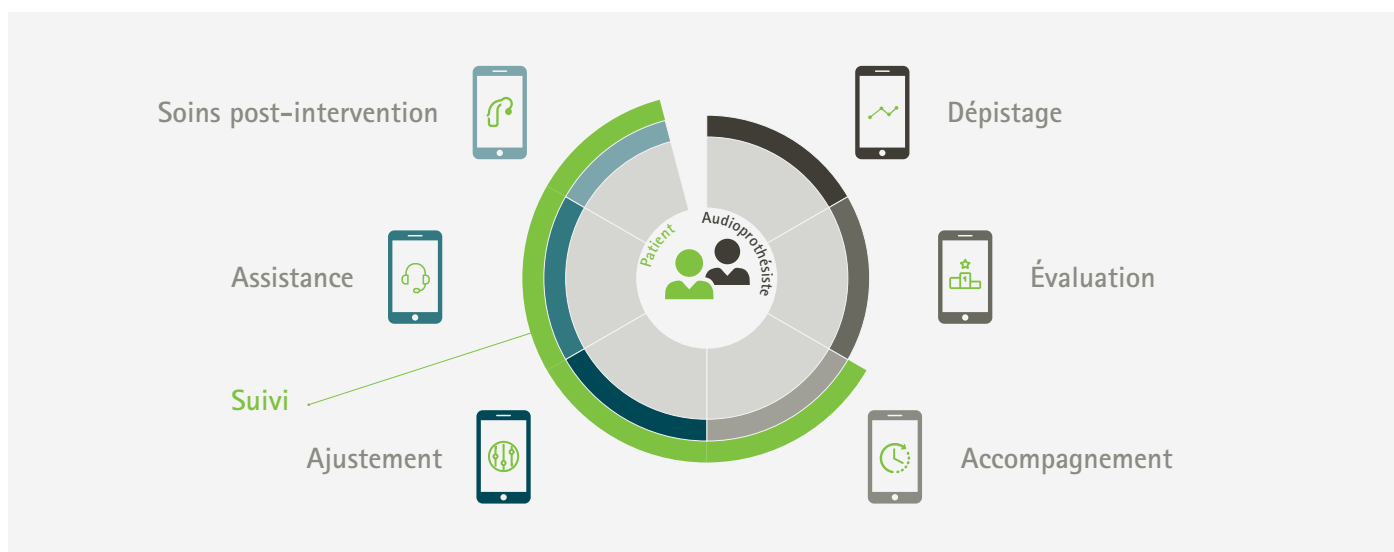 Soins post-intervention
Dépistage
Patient
Audioprothésiste
Assistance
Évaluation
Suivi
Ajustement
Accompagnement